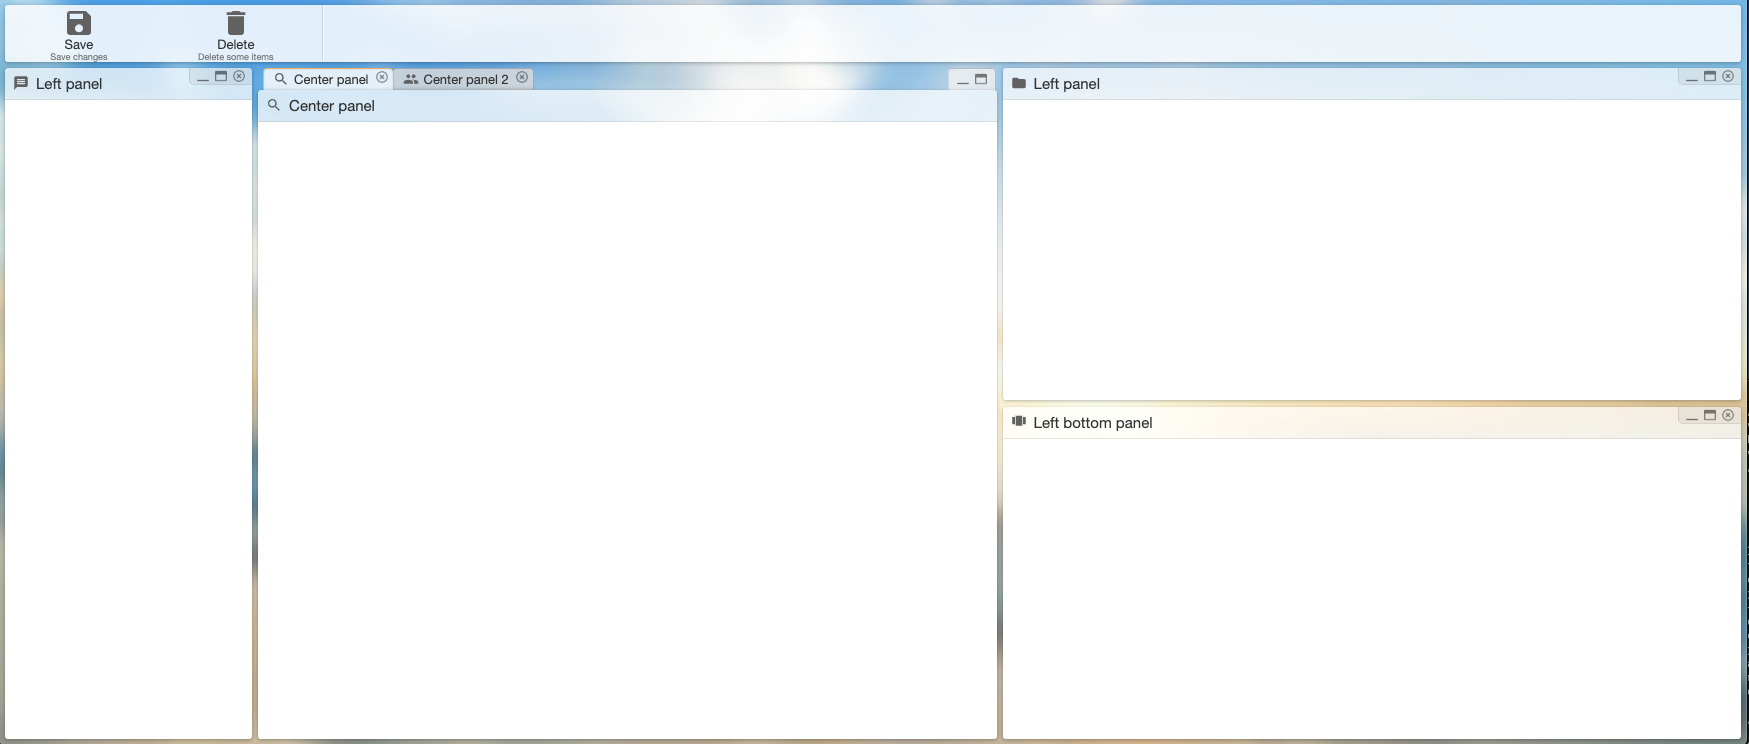 Save
Save changes
Delete
Delete some items
Left panel
Center panel
Center panel 2
Center panel
Left panel
Left bottom panel